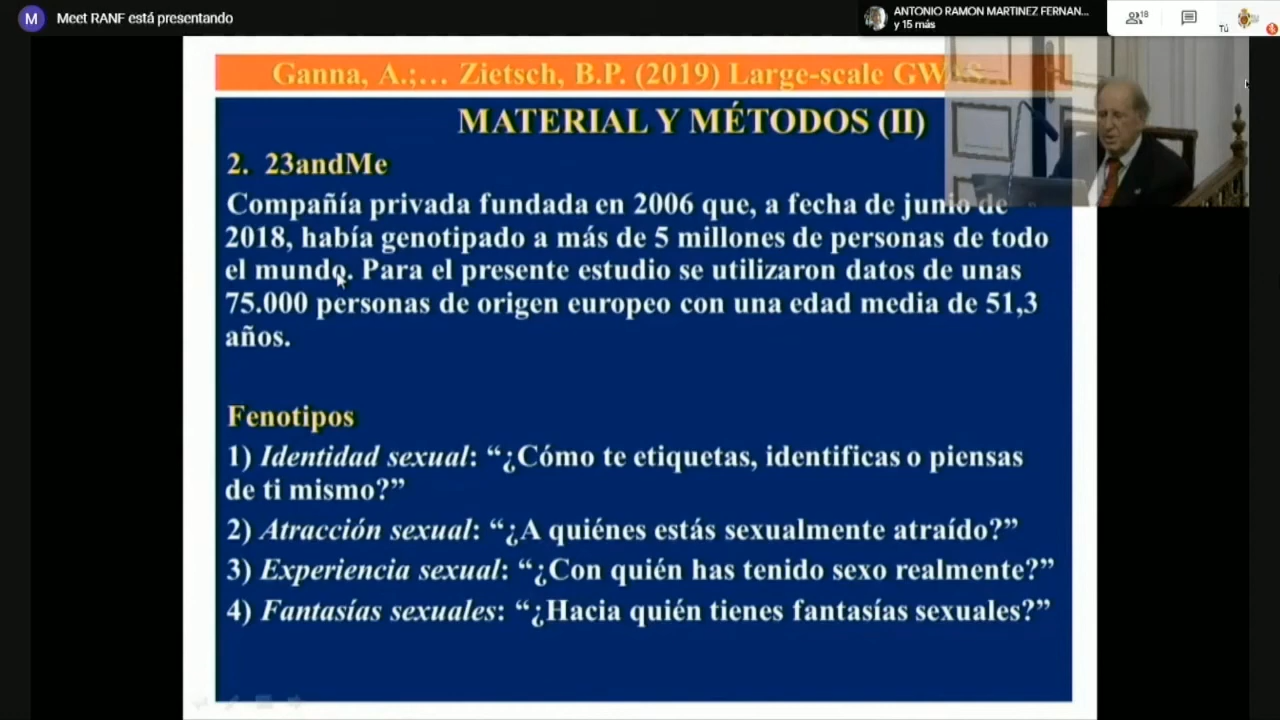 M Meet RANF está presentando
ANTONIO RAMON MARTINEZ FERNAN...
y 15 más
18
Tú
Ganna, A.;… Zietsch, B.P. (2019) Large-scale GWAS…
MATERIAL Y MÉTODOS (II)
2. 23andMe
Compañía privada fundada en 2006 que, a fecha de junio de
2018, había genotipado a más de 5 millones de personas de todo
el mundo. Para el presente estudio se utilizaron datos de unas
75.000 personas de origen europeo con una edad media de 51,3
años.
Fenotipos
1) Identidad sexual: “¿Cómo te etiquetas, identificas o piensas
de ti mismo?”
2) Atracción sexual: “¿A quiénes estás sexualmente atraído?”
3) Experiencia sexual: “¿Con quién has tenido sexo realmente?”
4) Fantasías sexuales: “¿Hacia quién tienes fantasías sexuales?”